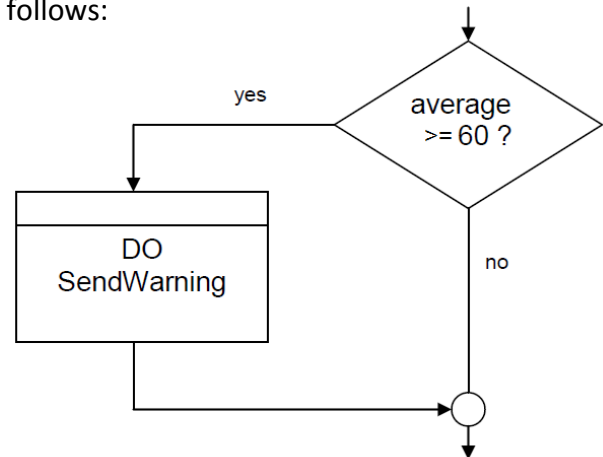 follows:
yes
average
>= 60 ?
DO
SendWarning
no